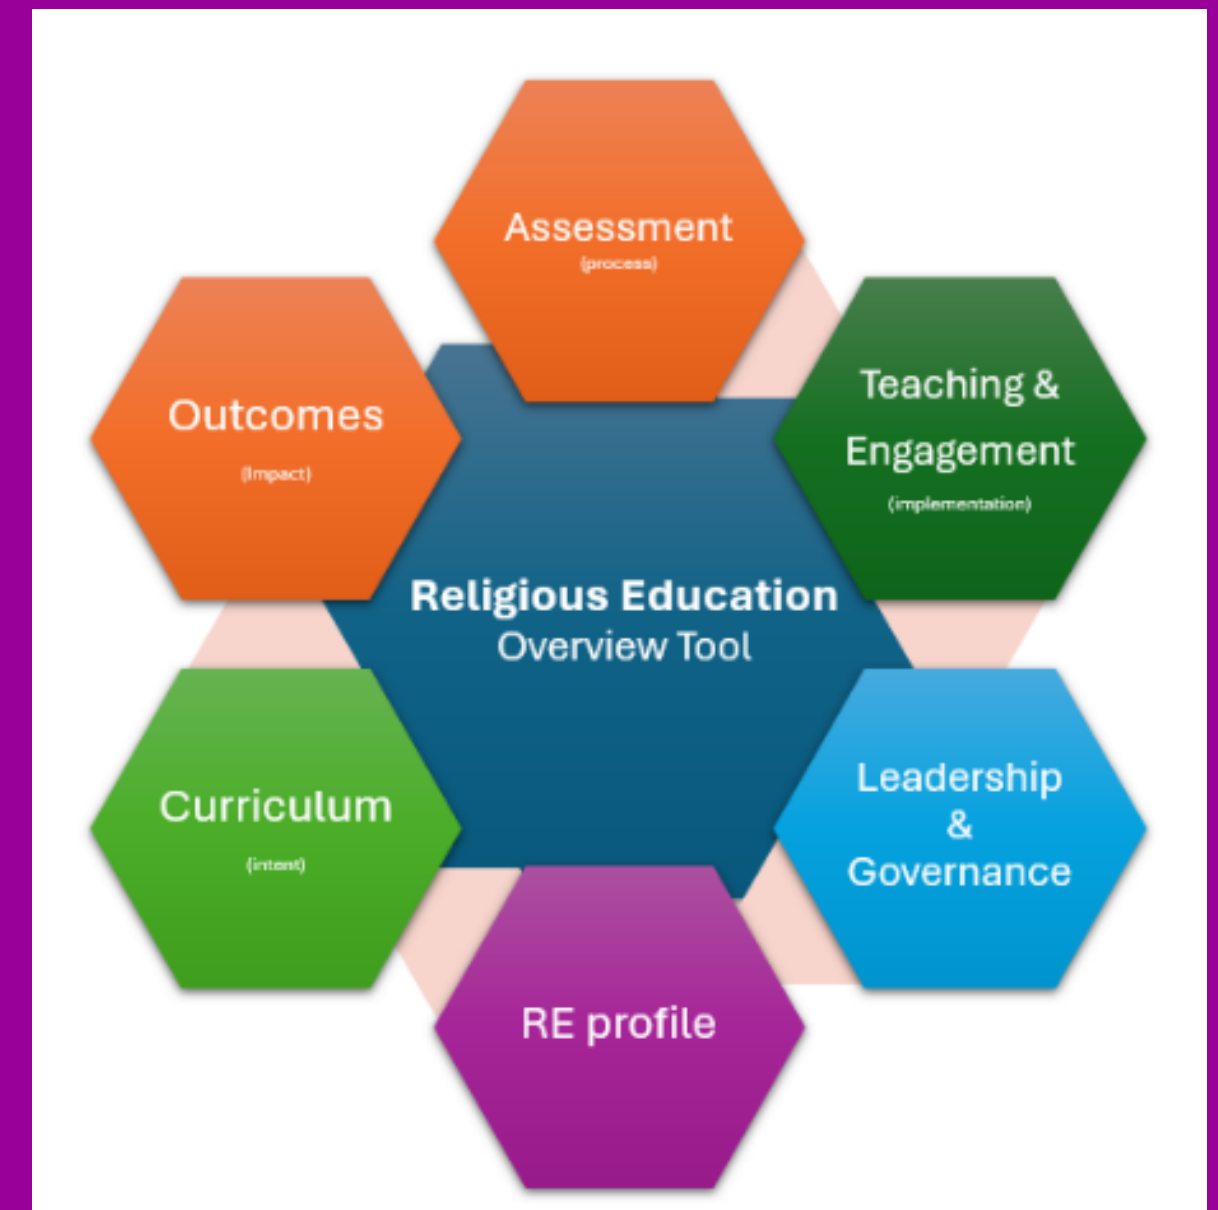 Assessment
(process)
Teaching &
Engagement
(implementation)
Outcomes
(Impact)
Religious Education
Overview Tool
Leadership
&
Governance
Curriculum
(intent)
RE profile